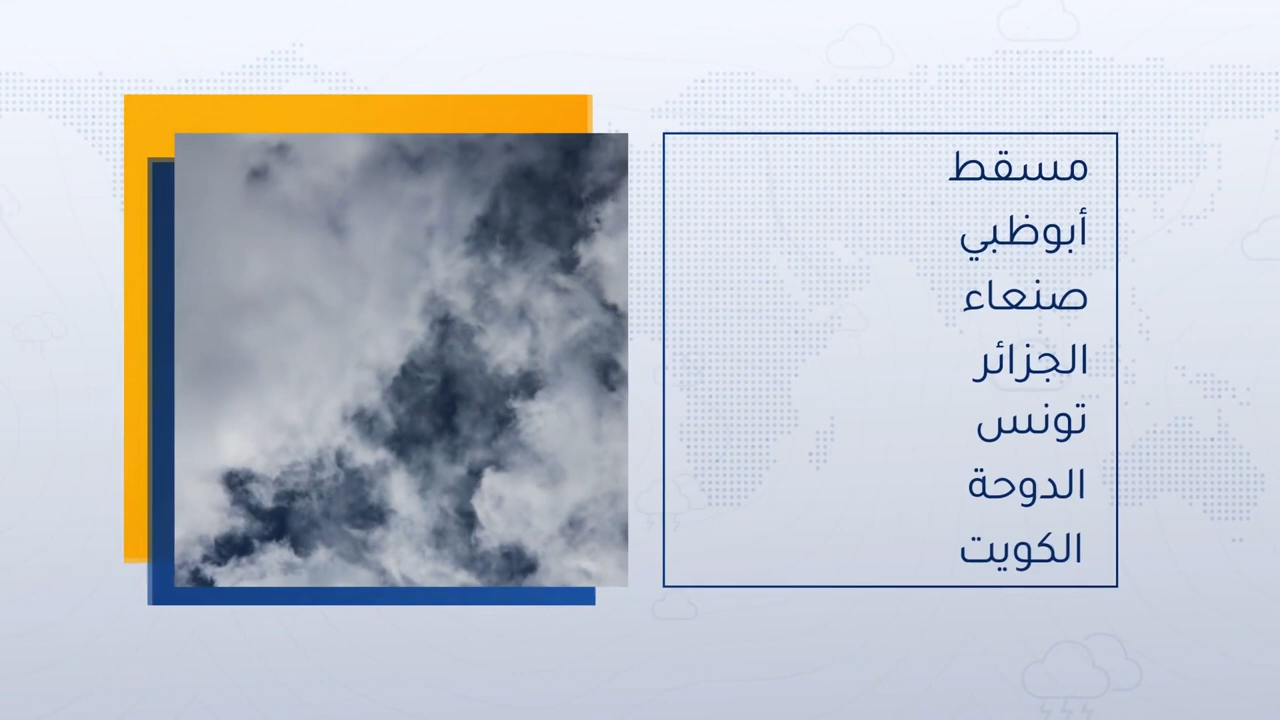 مسقط
أبوظبي
صنعاء
الجزائر
تونس
الدوحة
الكويت